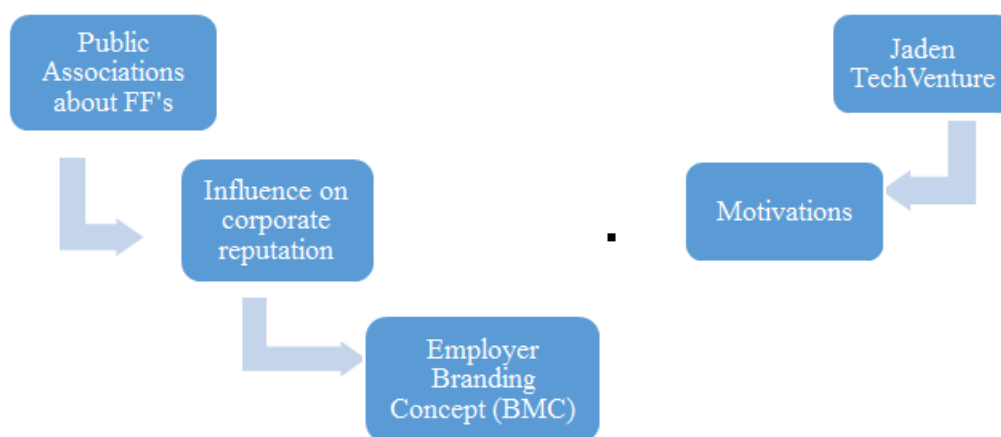 Public
Associations
about FF's
Influence on
corporate
reputation
Employer
Branding
Concept (BMC)
Jaden
TechVenture
Motivations